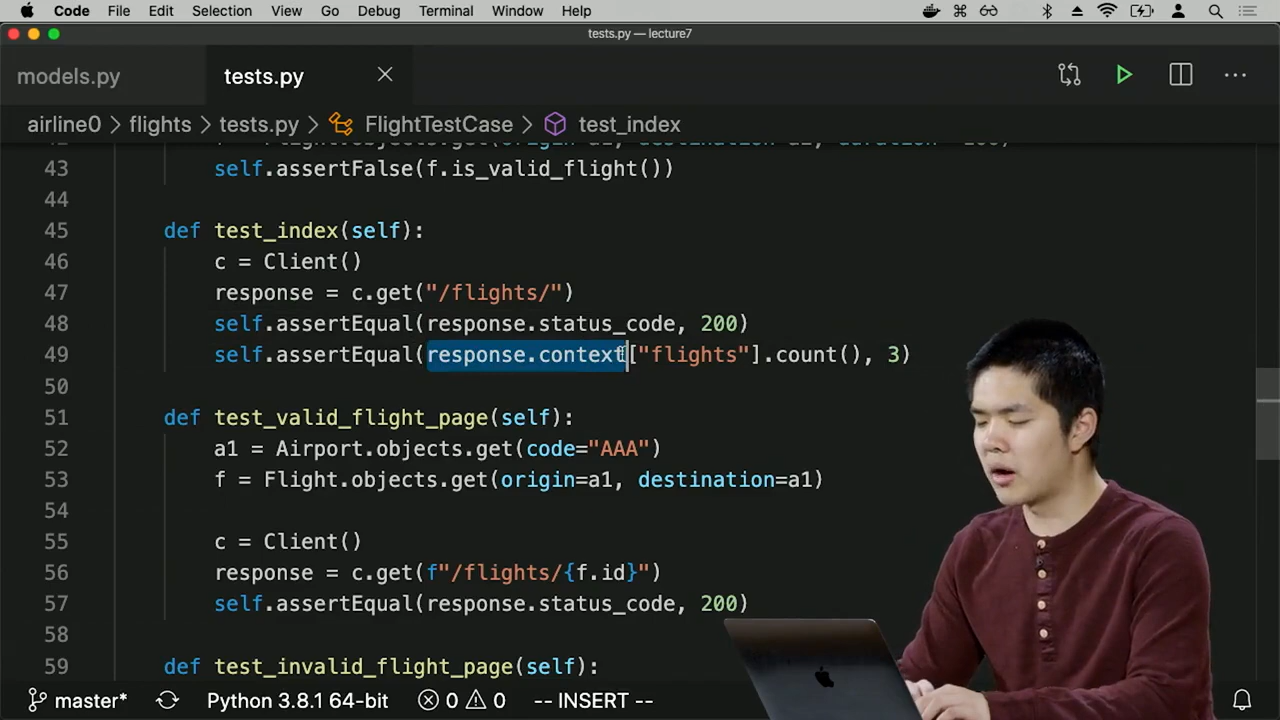 Code File Edit Selection View Go Debug Terminal Window Help
tests.py — lecture7
models.py tests.py
airline0 > flights > tests.py > FlightTestCase > test_index
43 self.assertFalse(f.is_valid_flight())
44
45 def test_index(self):
46 c = Client()
47 response = c.get("/flights/")
48 self.assertEqual(response.status_code, 200)
49 self.assertEqual(response.context["flights"].count(), 3)
50
51 def test_valid_flight_page(self):
52 a1 = Airport.objects.get(code="AAA")
53 f = Flight.objects.get(origin=a1, destination=a1)
54
55 c = Client()
56 response = c.get(f"/flights/{f.id}")
57 self.assertEqual(response.status_code, 200)
58
59 def test_invalid_flight_page(self):
master* Python 3.8.1 64-bit 0 0 -- INSERT --